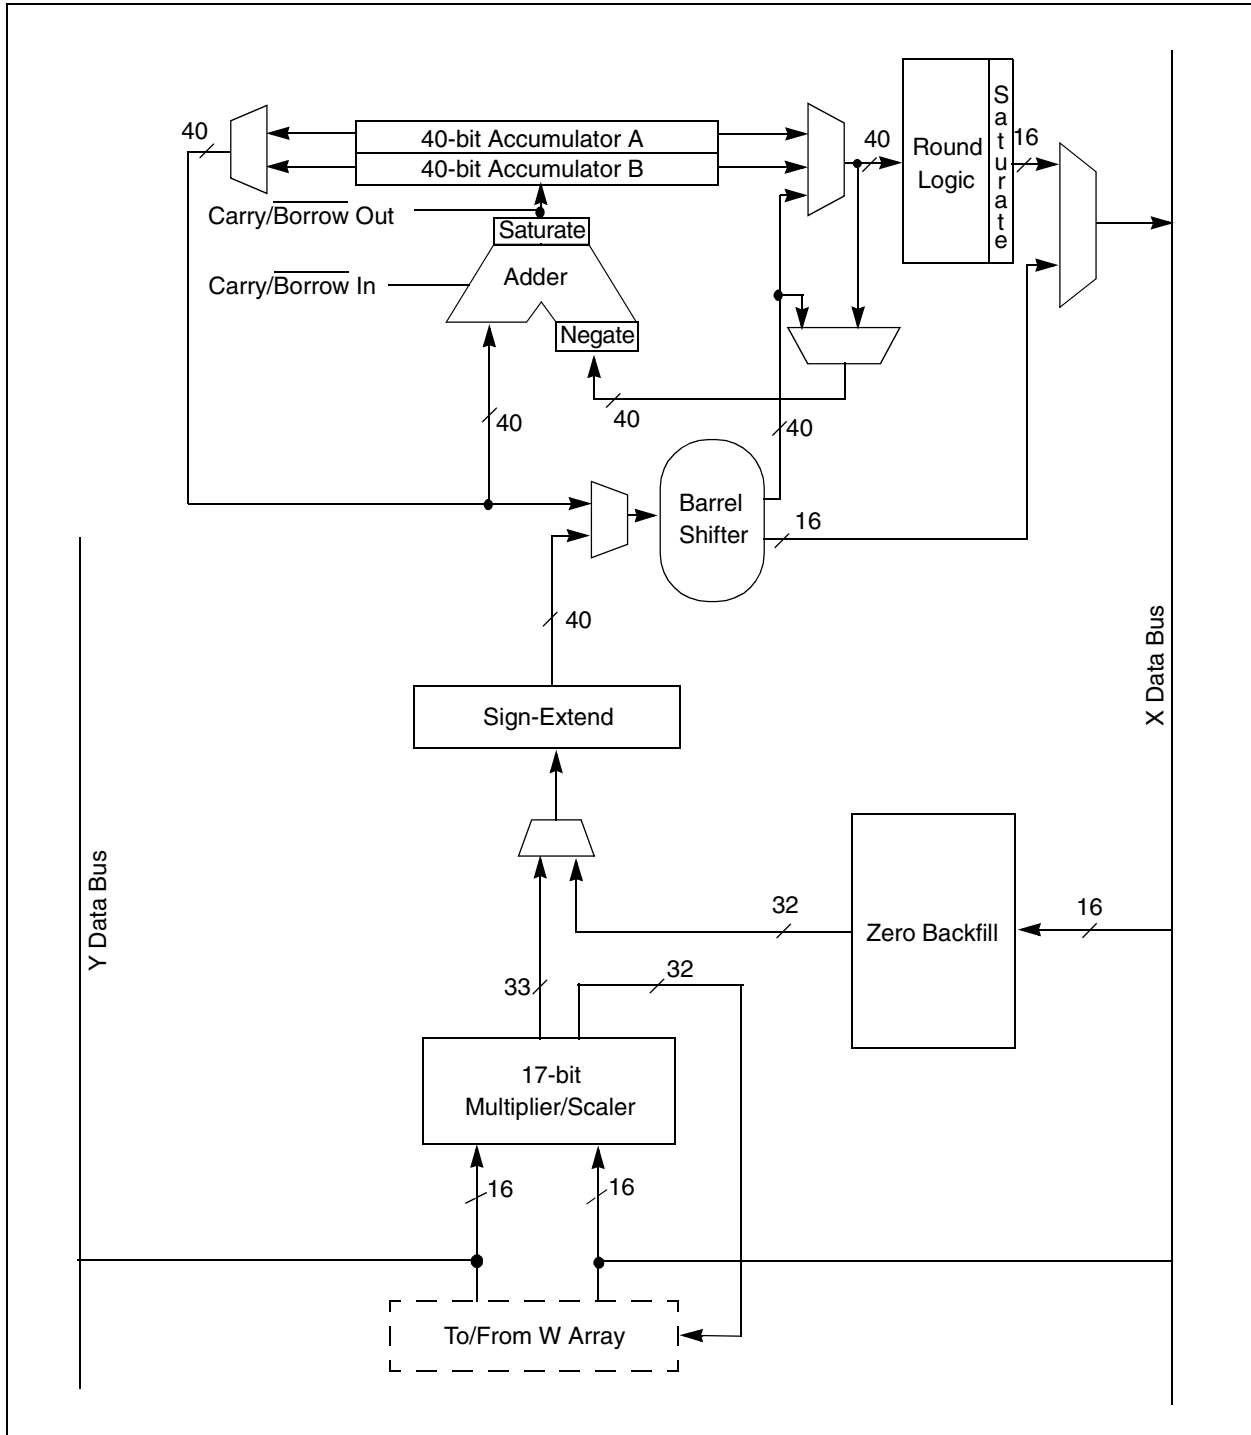 40
40-bit Accumulator A
40-bit Accumulator B
40
Round
Logic
Saturate
16
Carry/Borrow Out
Saturate
Carry/Borrow In
Adder
Negate
40
40
40
Barrel
Shifter
16
40
X Data Bus
Sign-Extend
Y Data Bus
32
Zero Backfill
16
33
32
17-bit
Multiplier/Scaler
16
16
To/From W Array